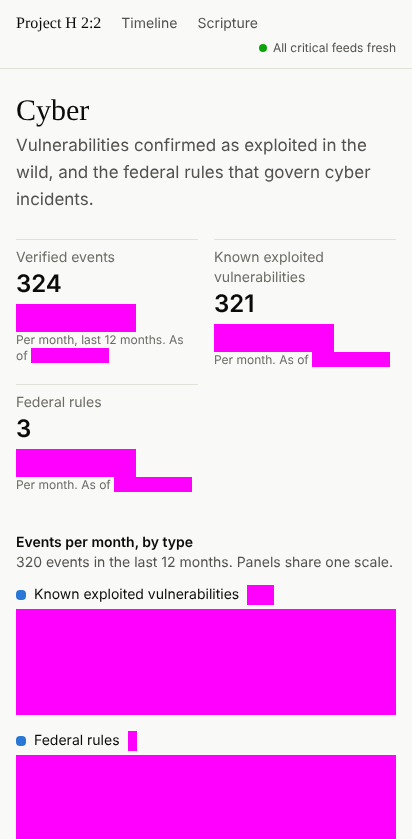 Project H 2:2 Timeline Scripture
All critical feeds fresh
Cyber
Vulnerabilities confirmed as exploited in the
wild, and the federal rules that govern cyber
incidents.
Verified events
324
Per month, last 12 months. As
of
Known exploited
vulnerabilities
321
Per month. As of
Federal rules
3
Per month. As of
Events per month, by type
320 events in the last 12 months. Panels share one scale.
Known exploited vulnerabilities
Federal rules